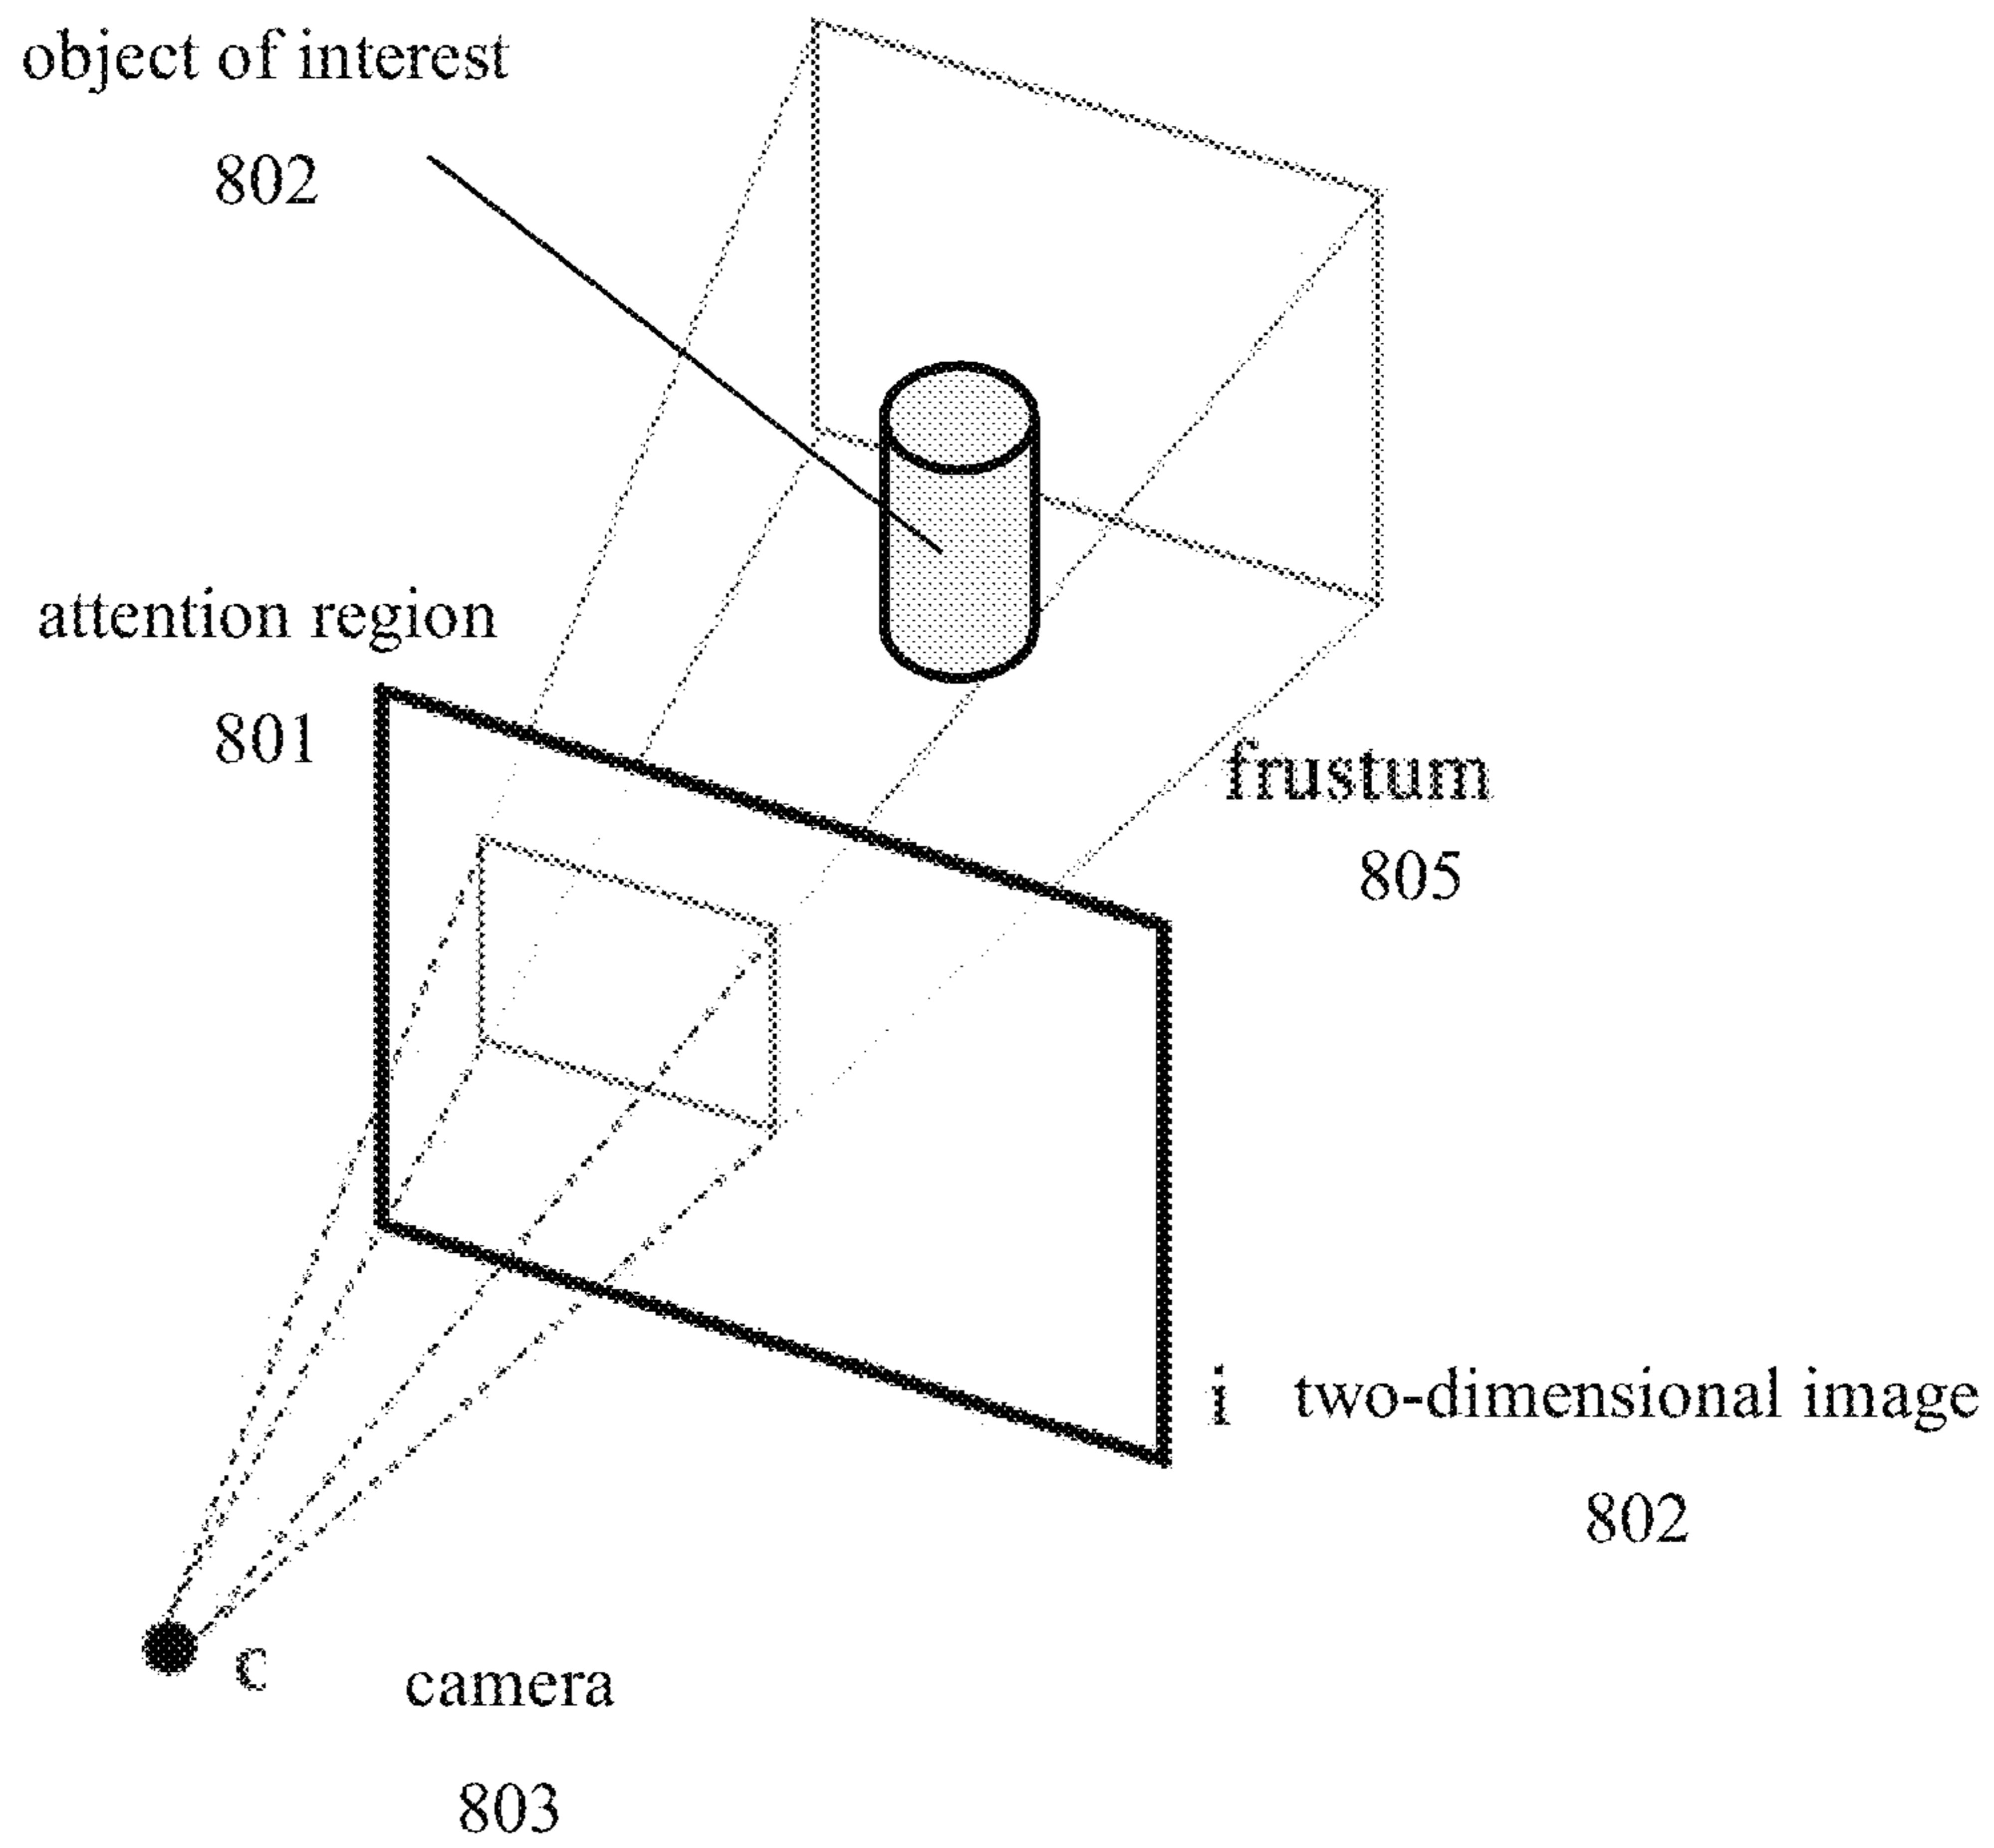 object of interest
802
attention region
801
frustum
805
i two-dimensional image
802
c camera
803